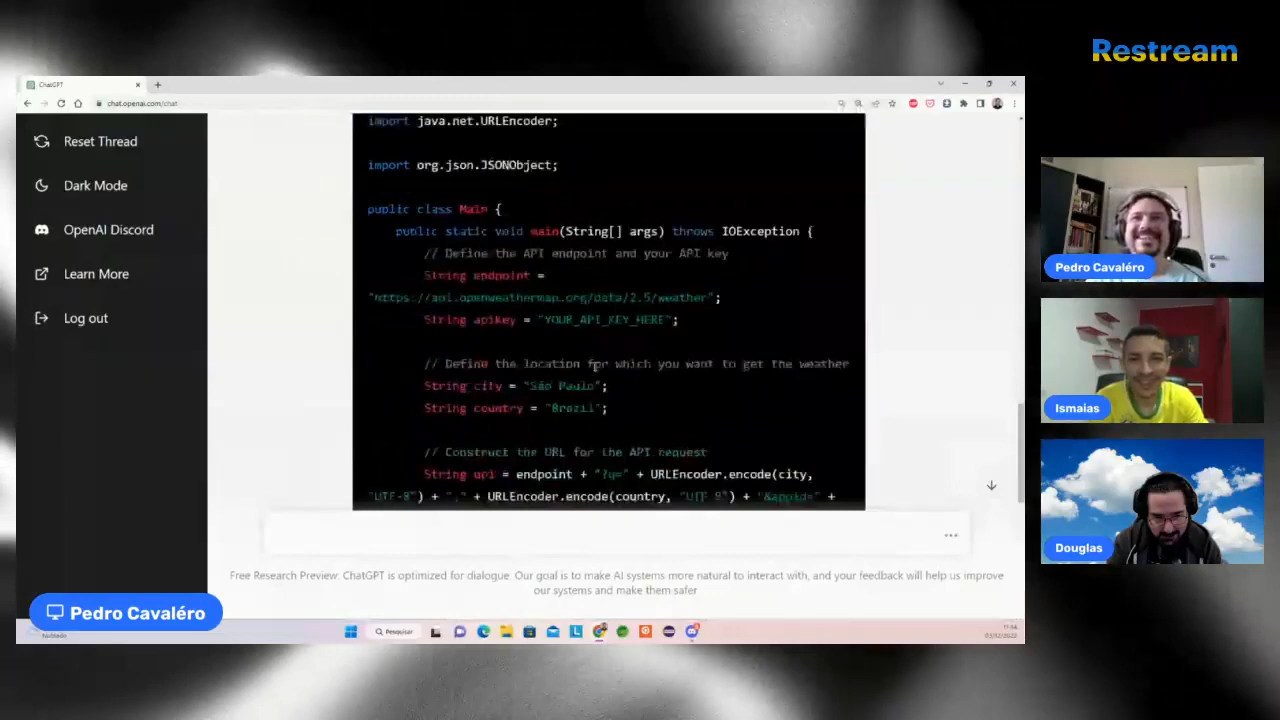 Restream
ChatGPT
chat.openai.com/chat
Reset Thread
Dark Mode
OpenAI Discord
Learn More
Log out
import java.net.URLEncoder;
import org.json.JSONObject;
public class Main {
public static void main(String[] args) throws IOException {
// Define the API endpoint and your API key
String endpoint =
"https://api.openweathermap.org/data/2.5/weather";
String apiKey = "YOUR_API_KEY_HERE";
// Define the location for which you want to get the weather
String city = "São Paulo";
String country = "Brazil";
// Construct the URL for the API request
String url = endpoint + "?q=" + URLEncoder.encode(city,
"UTF-8") + "," + URLEncoder.encode(country, "UTF-8") + "&appid=" +
Free Research Preview: ChatGPT is optimized for dialogue. Our goal is to make AI systems more natural to interact with, and your feedback will help us improve
our systems and make them safer
Pedro Cavaléro
Pesquisar
Pedro Cavaléro
Ismaias
Douglas